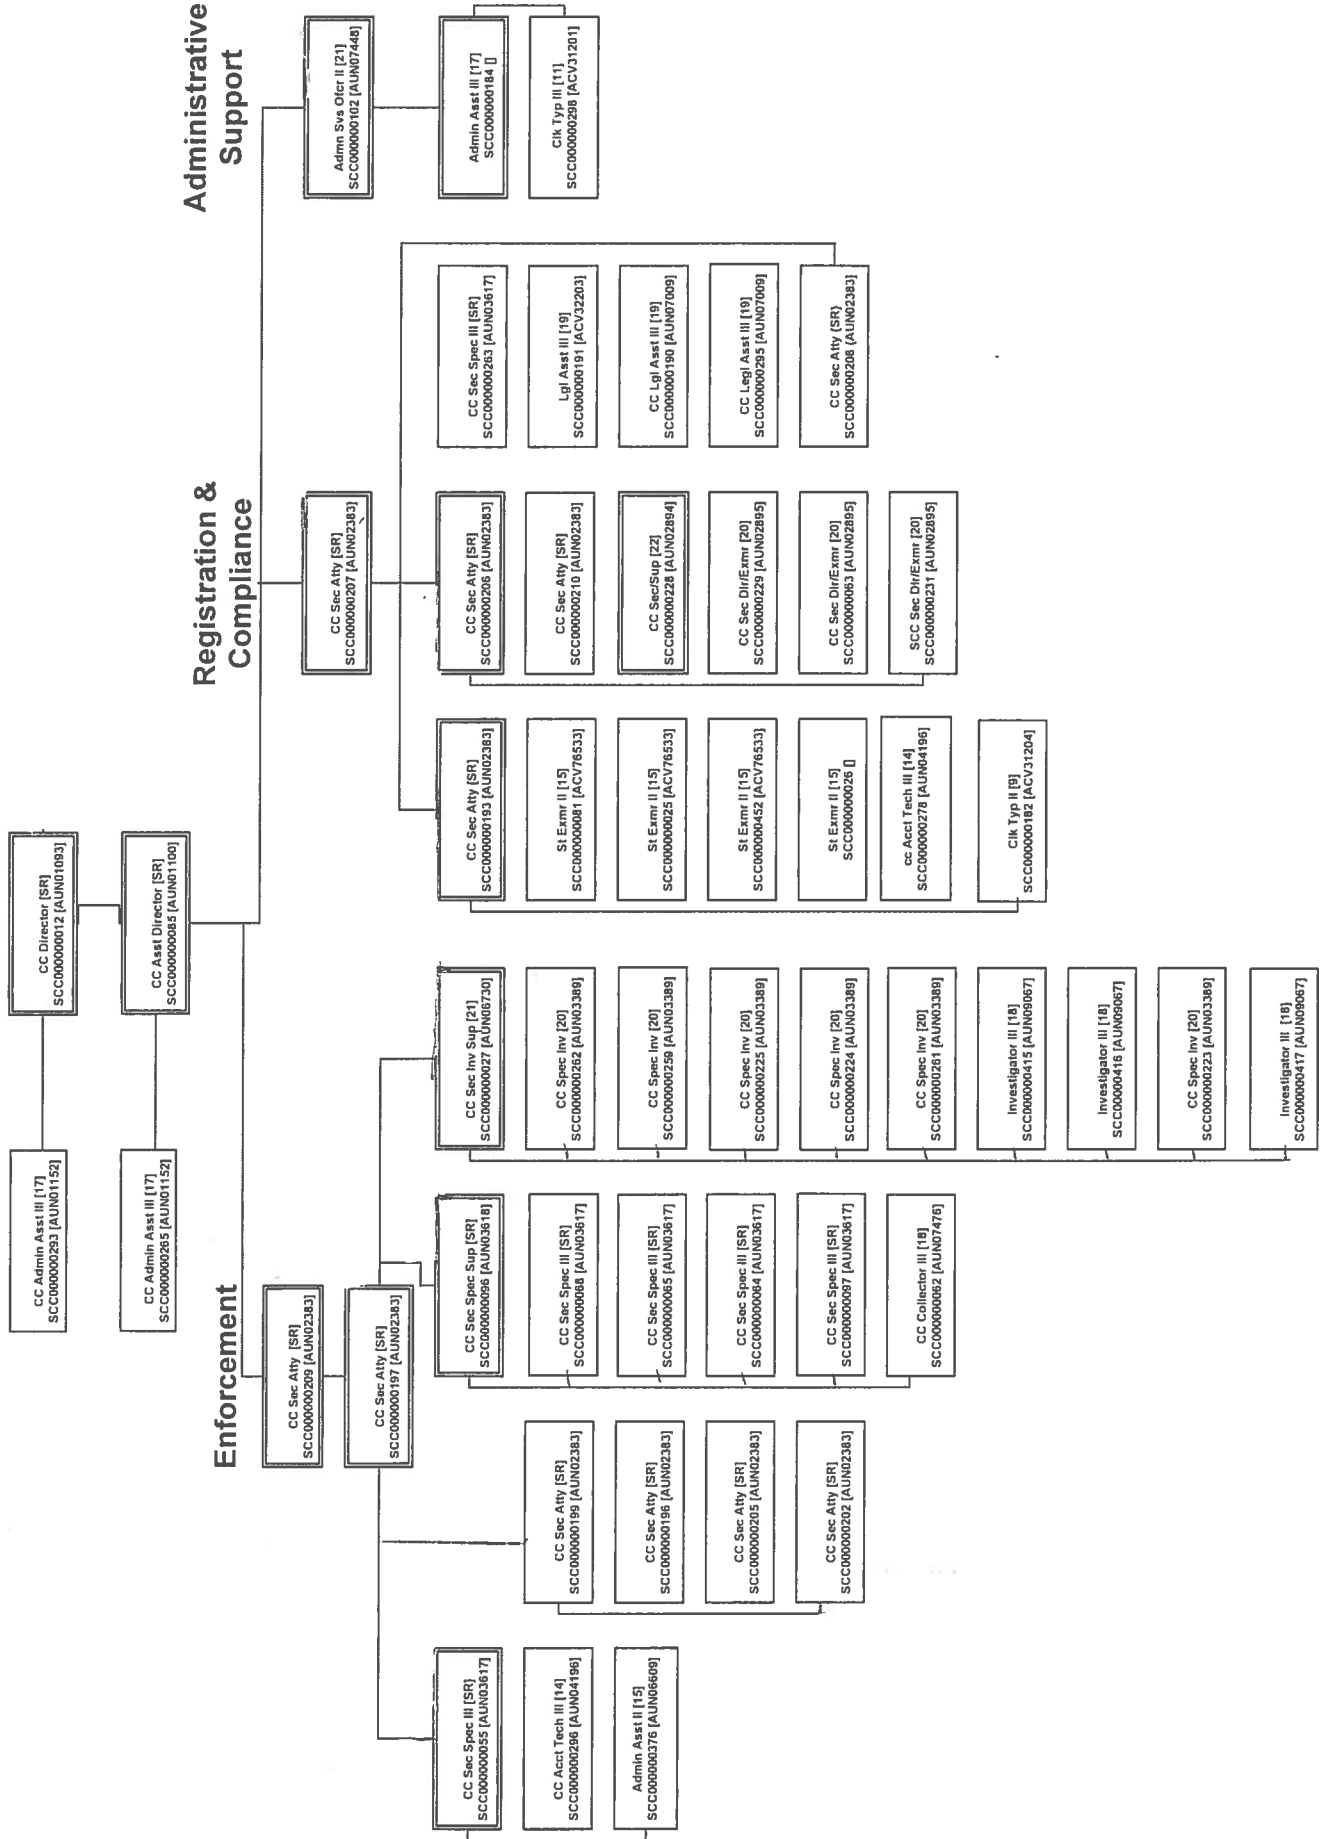 CC Director [SR]
SCC000000012 [AUN01093]
CC Admin Asst III [17]
SCC000000293 [AUN01152]
CC Asst Director [SR]
SCC000000085 [AUN01100]
CC Admin Asst III [17]
SCC000000265 [AUN01152]
Enforcement
CC Sec Atty [SR]
SCC000000209 [AUN02383]
CC Sec Atty [SR]
SCC000000197 [AUN02383]
CC Sec Spec III [SR]
SCC000000055 [AUN03617]
CC Acct Tech III [14]
SCC000000296 [AUN04196]
Admin Asst II [15]
SCC000000376 [AUN06609]
CC Sec Atty [SR]
SCC000000199 [AUN02383]
CC Sec Atty [SR]
SCC000000196 [AUN02383]
CC Sec Atty [SR]
SCC000000205 [AUN02383]
CC Sec Atty [SR]
SCC000000202 [AUN02383]
CC Sec Spec Sup [SR]
SCC000000096 [AUN03618]
CC Sec Spec III [SR]
SCC000000068 [AUN03617]
CC Sec Spec III [SR]
SCC000000065 [AUN03617]
CC Sec Spec III [SR]
SCC000000064 [AUN03617]
CC Sec Spec III [SR]
SCC000000097 [AUN03617]
CC Collector III [18]
SCC000000062 [AUN07476]
CC Sec Inv Sup [21]
SCC000000027 [AUN06730]
CC Spec Inv [20]
SCC000000262 [AUN03389]
CC Spec Inv [20]
SCC000000259 [AUN03389]
CC Spec Inv [20]
SCC000000225 [AUN03389]
CC Spec Inv [20]
SCC000000224 [AUN03389]
CC Spec Inv [20]
SCC000000261 [AUN03389]
Investigator III [18]
SCC000000415 [AUN09067]
Investigator III [18]
SCC000000416 [AUN09067]
CC Spec Inv [20]
SCC000000223 [AUN03389]
Investigator III [18]
SCC000000417 [AUN09067]
Registration &
Compliance
CC Sec Atty [SR]
SCC000000207 [AUN02383]
CC Sec Atty [SR]
SCC000000193 [AUN02383]
St Exmr II [15]
SCC000000081 [ACV76533]
St Exmr II [15]
SCC000000025 [ACV76533]
St Exmr II [15]
SCC000000452 [ACV76533]
St Exmr II [15]
SCC000000026 []
cc Acct Tech III [14]
SCC000000278 [AUN04196]
Clk Typ II [9]
SCC000000182 [ACV31204]
CC Sec Atty [SR]
SCC000000206 [AUN02383]
CC Sec Atty [SR]
SCC000000210 [AUN02383]
CC Sec/Sup [22]
SCC000000228 [AUN02894]
CC Sec Dlr/Exmr [20]
SCC000000229 [AUN02895]
CC Sec Dlr/Exmr [20]
SCC000000063 [AUN02895]
SCC Sec Dlr/Exmr [20]
SCC000000231 [AUN02895]
CC Sec Spec III [SR]
SCC000000263 [AUN03617]
Lgl Asst III [19]
SCC000000191 [ACV32203]
CC Lgl Asst III [19]
SCC000000190 [AUN07009]
CC Legl Asst III [19]
SCC000000295 [AUN07009]
CC Sec Atty {SR}
SCC000000208 {AUN02383}
Administrative
Support
Admn Svs Ofcr II [21]
SCC000000102 [AUN07448]
Admin Asst III [17]
SCC000000184 []
Clk Typ III [11]
SCC000000298 [ACV31201]